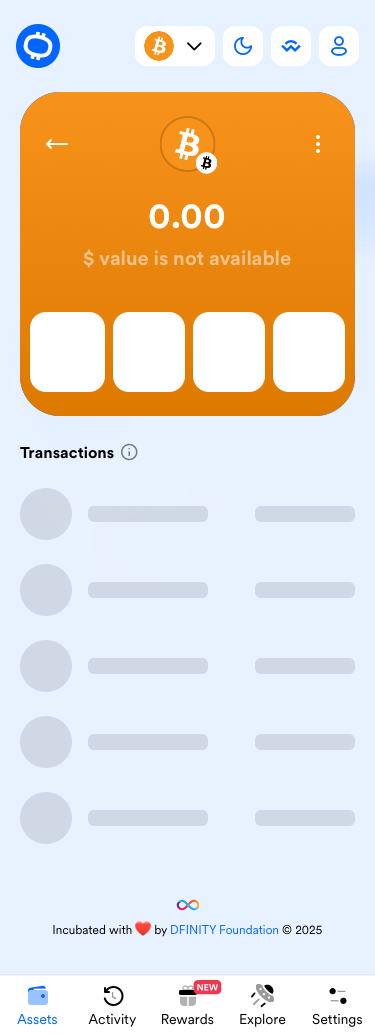 0.00
$ value is not available
Transactions
Incubated with ❤️ by DFINITY Foundation © 2025
NEW
Assets Activity Rewards Explore Settings